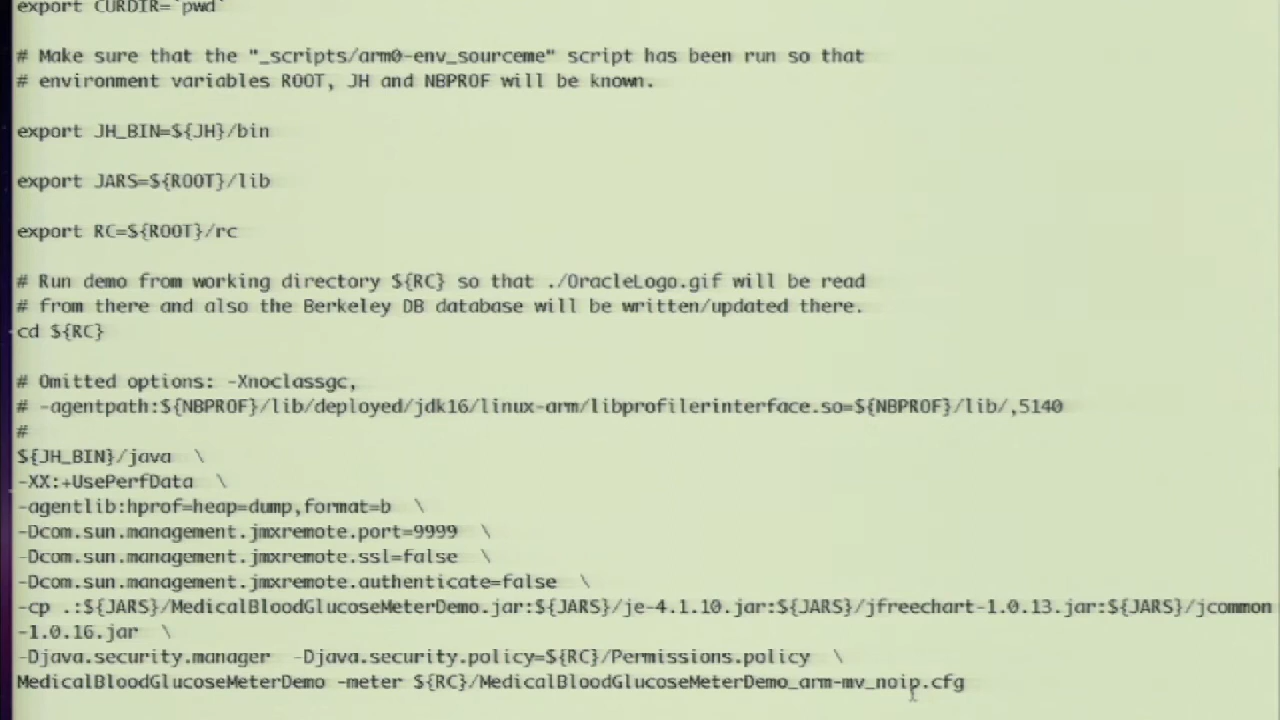 export CURDIR=`pwd`
# Make sure that the "_scripts/arm0-env_sourceme" script has been run so that
# environment variables ROOT, JH and NBPROF will be known.
export JH_BIN=${JH}/bin
export JARS=${ROOT}/lib
export RC=${ROOT}/rc
# Run demo from working directory ${RC} so that ./OracleLogo.gif will be read
# from there and also the Berkeley DB database will be written/updated there.
cd ${RC}
# Omitted options: -Xnoclassgc,
# -agentpath:${NBPROF}/lib/deployed/jdk16/linux-arm/libprofilerinterface.so=${NBPROF}/lib/,5140
#
${JH_BIN}/java \
-XX:+UsePerfData \
-agentlib:hprof=heap=dump,format=b \
-Dcom.sun.management.jmxremote.port=9999 \
-Dcom.sun.management.jmxremote.ssl=false \
-Dcom.sun.management.jmxremote.authenticate=false \
-cp .:${JARS}/MedicalBloodGlucoseMeterDemo.jar:${JARS}/je-4.1.10.jar:${JARS}/jfreechart-1.0.13.jar:${JARS}/jcommon
-1.0.16.jar \
-Djava.security.manager -Djava.security.policy=${RC}/Permissions.policy \
MedicalBloodGlucoseMeterDemo -meter ${RC}/MedicalBloodGlucoseMeterDemo_arm-mv_noip.cfg